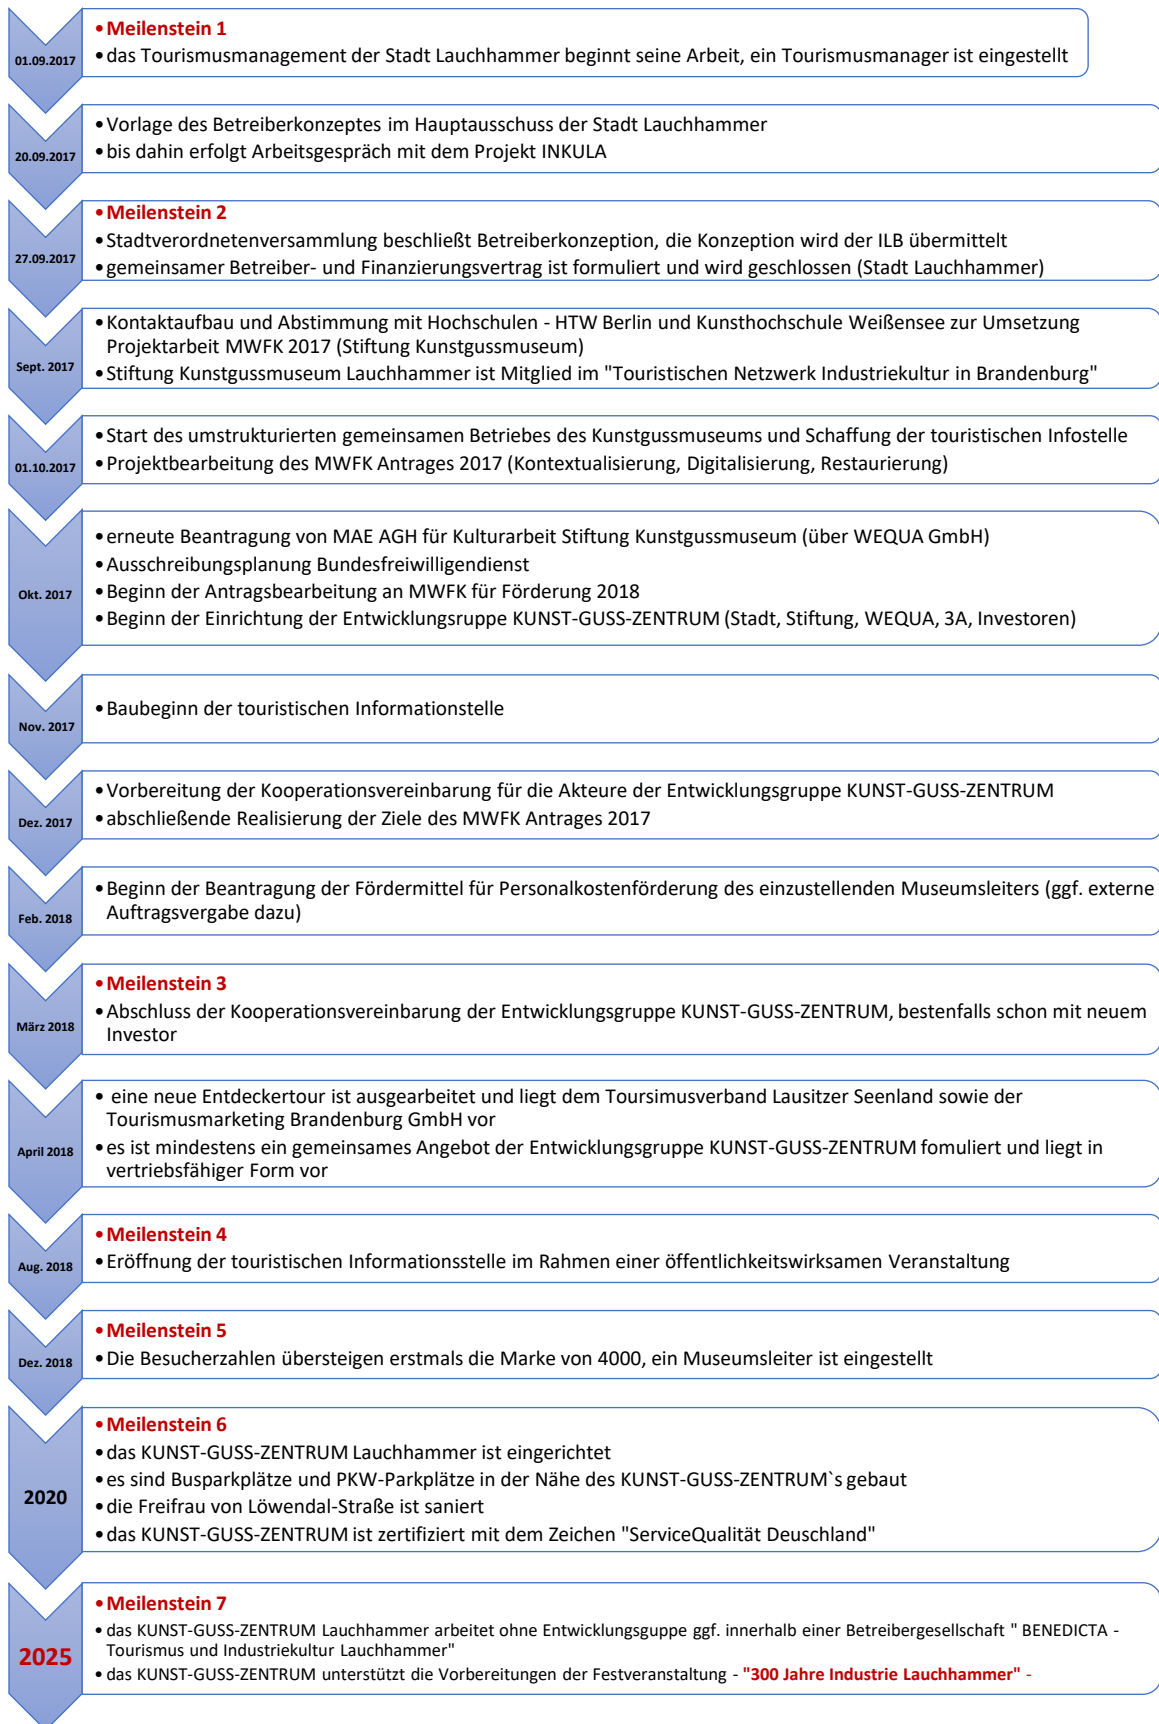 • Meilenstein 1
01.09.2017
• das Tourismusmanagement der Stadt Lauchhammer beginnt seine Arbeit, ein Tourismusmanager ist eingestellt
• Vorlage des Betreiberkonzeptes im Hauptausschuss der Stadt Lauchhammer
20.09.2017
• bis dahin erfolgt Arbeitsgespräch mit dem Projekt INKULA
• Meilenstein 2
• Stadtverordnetenversammlung beschließt Betreiberkonzeption, die Konzeption wird der ILB übermittelt
27.09.2017
• gemeinsamer Betreiber- und Finanzierungsvertrag ist formuliert und wird geschlossen (Stadt Lauchhammer)
• Kontaktaufbau und Abstimmung mit Hochschulen - HTW Berlin und Kunsthochschule Weißensee zur Umsetzung
Projektarbeit MWFK 2017 (Stiftung Kunstgussmuseum)
Sept. 2017
• Stiftung Kunstgussmuseum Lauchhammer ist Mitglied im "Touristischen Netzwerk Industriekultur in Brandenburg"
• Start des umstrukturierten gemeinsamen Betriebes des Kunstgussmuseums und Schaffung der touristischen Infostelle
01.10.2017
• Projektbearbeitung des MWFK Antrages 2017 (Kontextualisierung, Digitalisierung, Restaurierung)
• erneute Beantragung von MAE AGH für Kulturarbeit Stiftung Kunstgussmuseum (über WEQUA GmbH)
• Ausschreibungsplanung Bundesfreiwilligendienst
Okt. 2017
• Beginn der Antragsbearbeitung an MWFK für Förderung 2018
• Beginn der Einrichtung der Entwicklungsruppe KUNST-GUSS-ZENTRUM (Stadt, Stiftung, WEQUA, 3A, Investoren)
• Baubeginn der touristischen Informationstelle
Nov. 2017
• Vorbereitung der Kooperationsvereinbarung für die Akteure der Entwicklungsgruppe KUNST-GUSS-ZENTRUM
Dez. 2017
• abschließende Realisierung der Ziele des MWFK Antrages 2017
• Beginn der Beantragung der Fördermittel für Personalkostenförderung des einzustellenden Museumsleiters (ggf. externe
Auftragsvergabe dazu)
Feb. 2018
• Meilenstein 3
• Abschluss der Kooperationsvereinbarung der Entwicklungsgruppe KUNST-GUSS-ZENTRUM, bestenfalls schon mit neuem
Investor
März 2018
• eine neue Entdeckertour ist ausgearbeitet und liegt dem Toursimusverband Lausitzer Seenland sowie der
Tourismusmarketing Brandenburg GmbH vor
April 2018
• es ist mindestens ein gemeinsames Angebot der Entwicklungsgruppe KUNST-GUSS-ZENTRUM fomuliert und liegt in
vertriebsfähiger Form vor
• Meilenstein 4
Aug. 2018
• Eröffnung der touristischen Informationsstelle im Rahmen einer öffentlichkeitswirksamen Veranstaltung
• Meilenstein 5
Dez. 2018
• Die Besucherzahlen übersteigen erstmals die Marke von 4000, ein Museumsleiter ist eingestellt
• Meilenstein 6
• das KUNST-GUSS-ZENTRUM Lauchhammer ist eingerichtet
• es sind Busparkplätze und PKW-Parkplätze in der Nähe des KUNST-GUSS-ZENTRUM`s gebaut
2020
• die Freifrau von Löwendal-Straße ist saniert
• das KUNST-GUSS-ZENTRUM ist zertifiziert mit dem Zeichen "ServiceQualität Deuschland"
• Meilenstein 7
• das KUNST-GUSS-ZENTRUM Lauchhammer arbeitet ohne Entwicklungsguppe ggf. innerhalb einer Betreibergesellschaft " BENEDICTA -
Tourismus und Industriekultur Lauchhammer"
2025
• das KUNST-GUSS-ZENTRUM unterstützt die Vorbereitungen der Festveranstaltung - "300 Jahre Industrie Lauchhammer" -